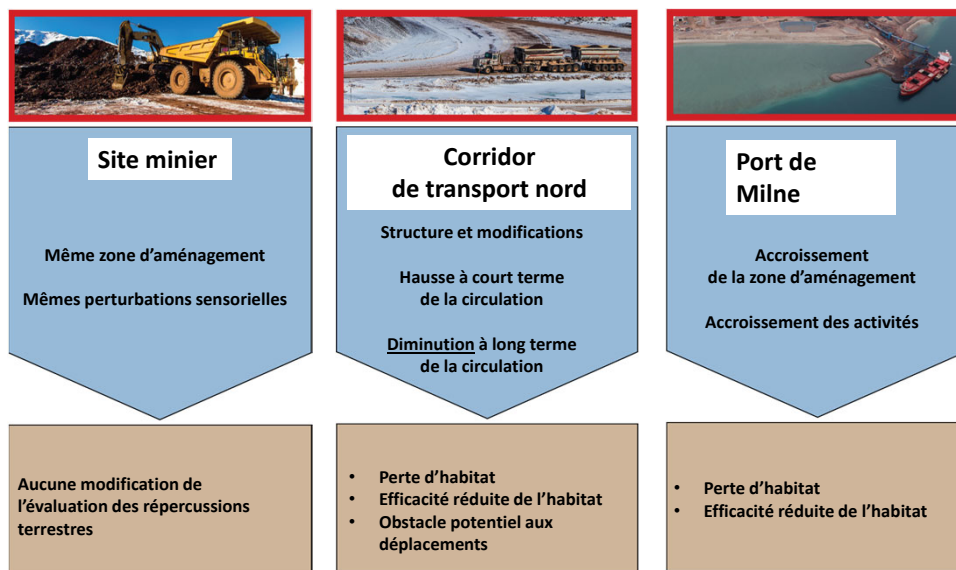 Site minier
Même zone d’aménagement
Mêmes perturbations sensorielles
Aucune modification de
l’évaluation des répercussions
terrestres
Corridor
de transport nord
Structure et modifications
Hausse à court terme
de la circulation
Diminution à long terme
de la circulation
• Perte d’habitat
• Efficacité réduite de l’habitat
• Obstacle potentiel aux
déplacements
Port de
Milne
Accroissement
de la zone d’aménagement
Accroissement des activités
• Perte d’habitat
• Efficacité réduite de l’habitat